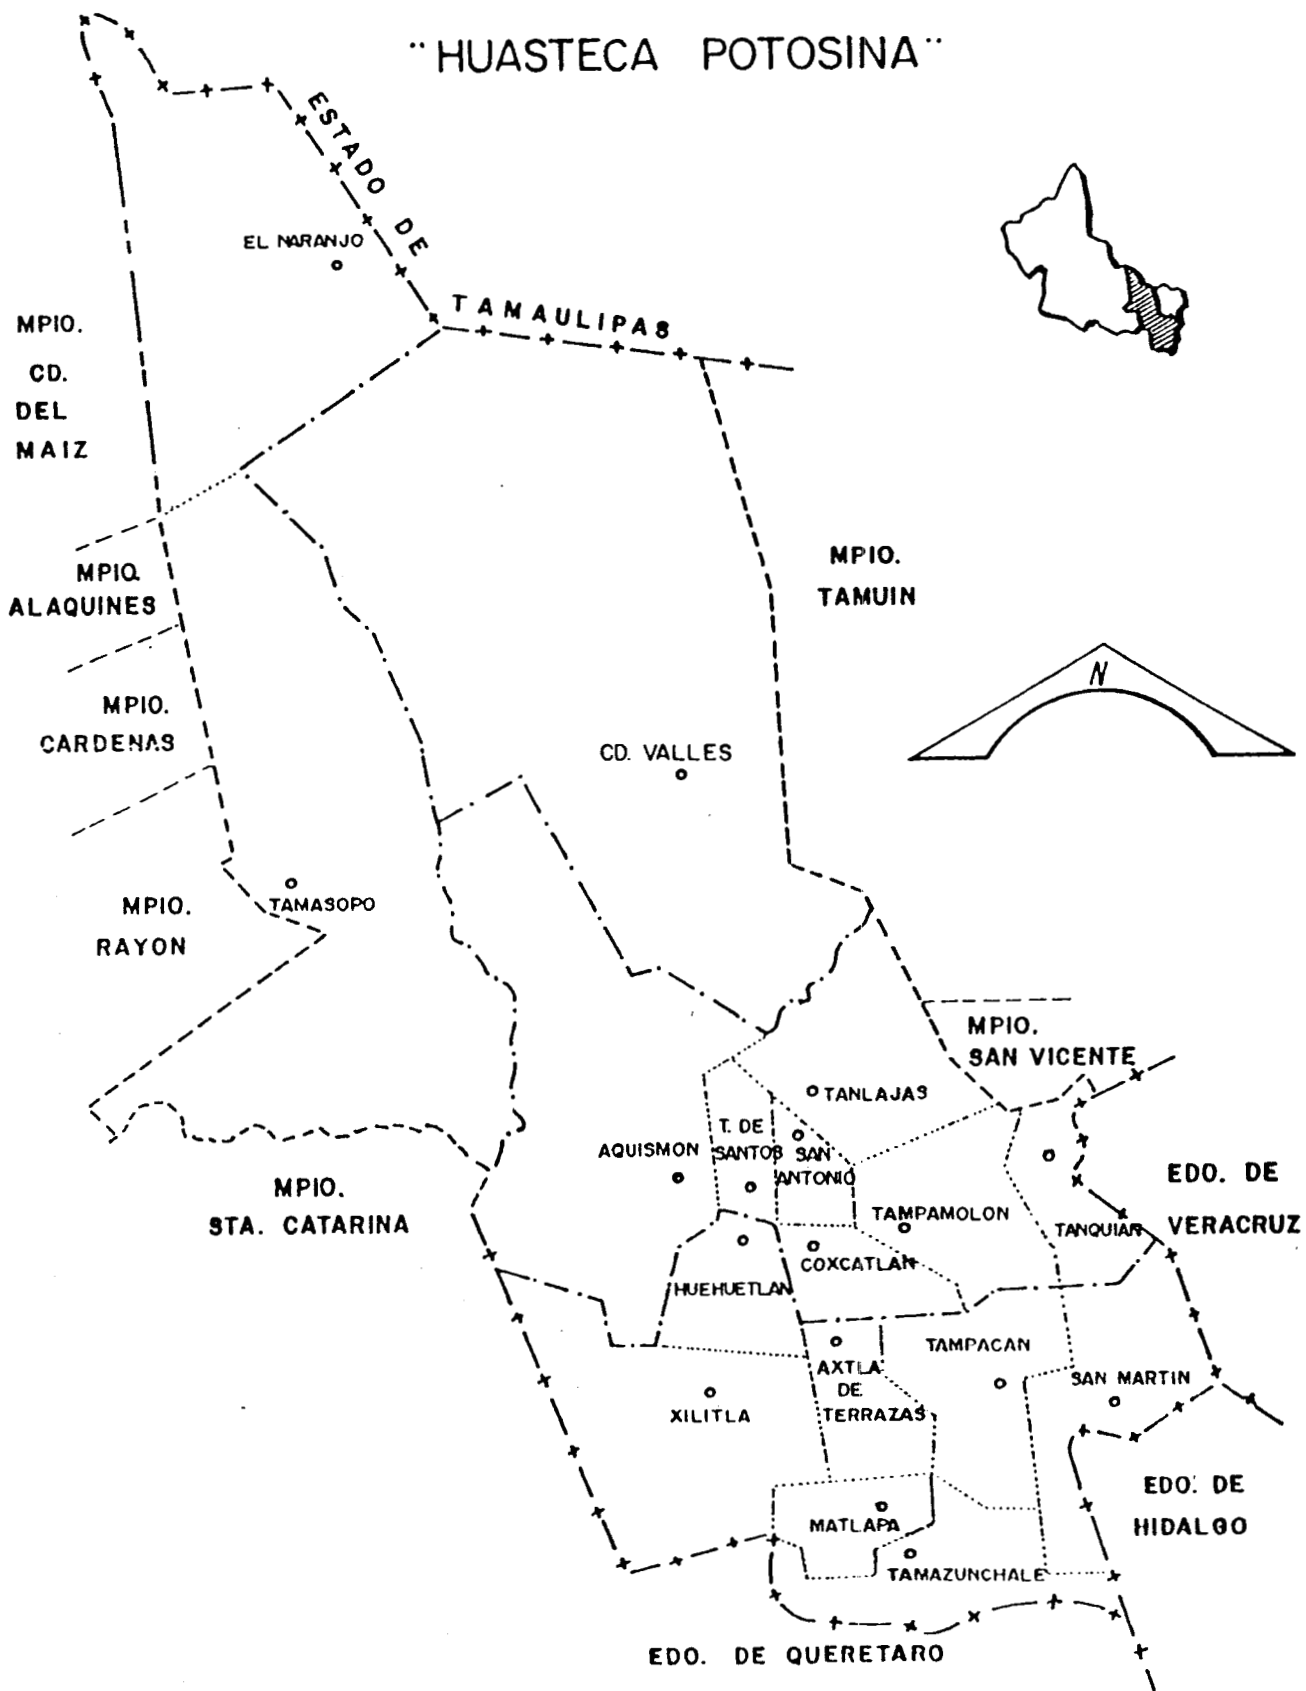 ¨HUASTECA POTOSINA¨
ESTADO DE
TAMAULIPAS
EL NARANJO
MPIO.
CD.
DEL
MAIZ
MPIO.
ALAQUINES
MPIO.
TAMUIN
N
MPIO.
CARDENAS
CD. VALLES
TAMASOPO
MPIO.
RAYON
MPIO.
SAN VICENTE
TANLAJAS
T. DE
SANTOS
SAN
ANTONIO
AQUISMON
MPIO.
STA. CATARINA
EDO. DE
VERACRUZ
TAMPAMOLON
TANQUIAN
COXCATLAN
HUEHUETLAN
TAMPACAN
AXTLA
DE
TERRAZAS
SAN MARTIN
XILITLA
EDO. DE
HIDALGO
MATLAPA
TAMAZUNCHALE
EDO. DE QUERETARO